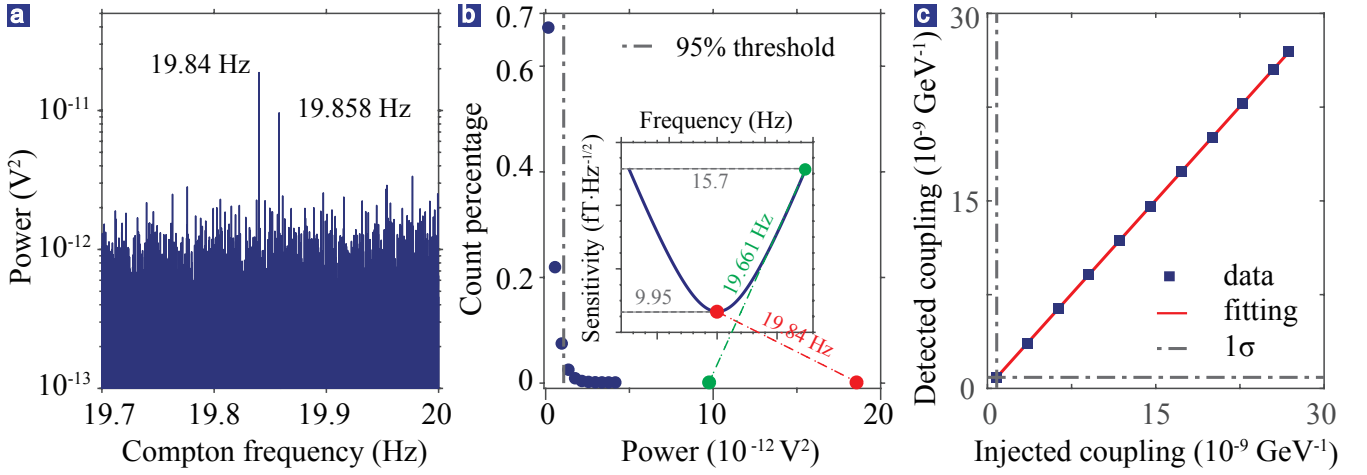 a
Power (V²)
10⁻¹¹
10⁻¹²
10⁻¹³
19.84 Hz
19.858 Hz
19.7
19.8
19.9
20
Compton frequency (Hz)
b
Count percentage
0.7
0.6
0.4
0.2
0
95% threshold
Frequency (Hz)
Sensitivity (fT·Hz⁻¹/²)
15.7
9.95
19.661 Hz
19.84 Hz
0
10
20
Power (10⁻¹² V²)
c
Detected coupling (10⁻⁹ GeV⁻¹)
30
15
0
data
fitting
1σ
0
15
30
Injected coupling (10⁻⁹ GeV⁻¹)